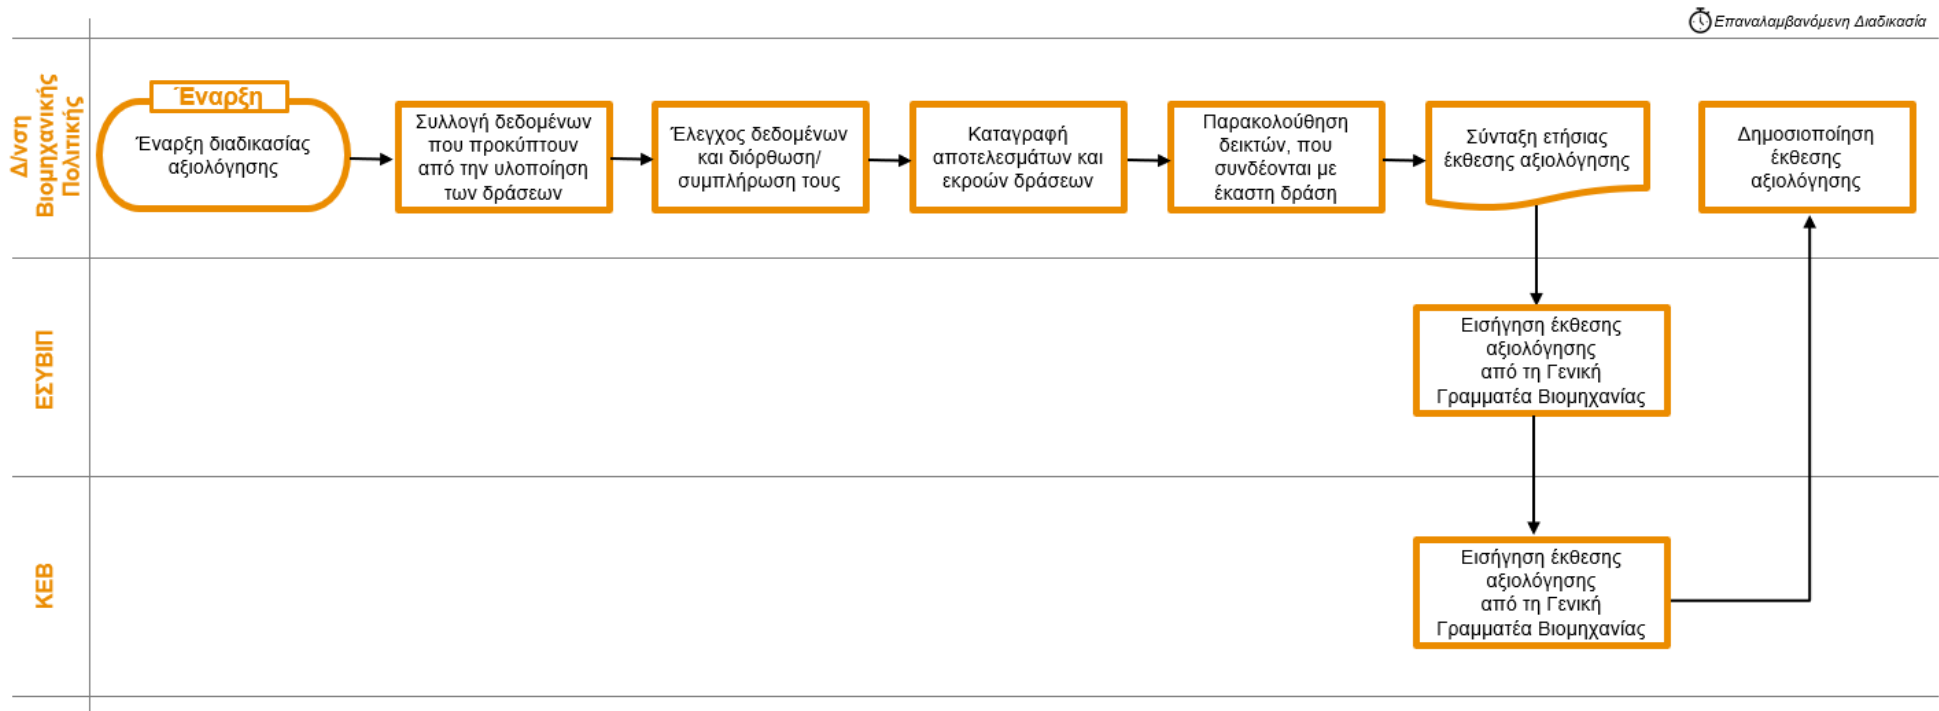 Επαναλαμβανόμενη Διαδικασία
Δ/νση
Βιομηχανικής
Πολιτικής
Έναρξη
Έναρξη διαδικασίας
αξιολόγησης
Συλλογή δεδομένων
που προκύπτουν
από την υλοποίηση
των δράσεων
Έλεγχος δεδομένων
και διόρθωση/
συμπλήρωση τους
Καταγραφή
αποτελεσμάτων και
εκροών δράσεων
Παρακολούθηση
δεικτών, που
συνδέονται με
έκαστη δράση
Σύνταξη ετήσιας
έκθεσης αξιολόγησης
Δημοσιοποίηση
έκθεσης
αξιολόγησης
ΕΣΥΒΙΠ
Εισήγηση έκθεσης
αξιολόγησης
από τη Γενική
Γραμματέα Βιομηχανίας
ΚΕΒ
Εισήγηση έκθεσης
αξιολόγησης
από τη Γενική
Γραμματέα Βιομηχανίας